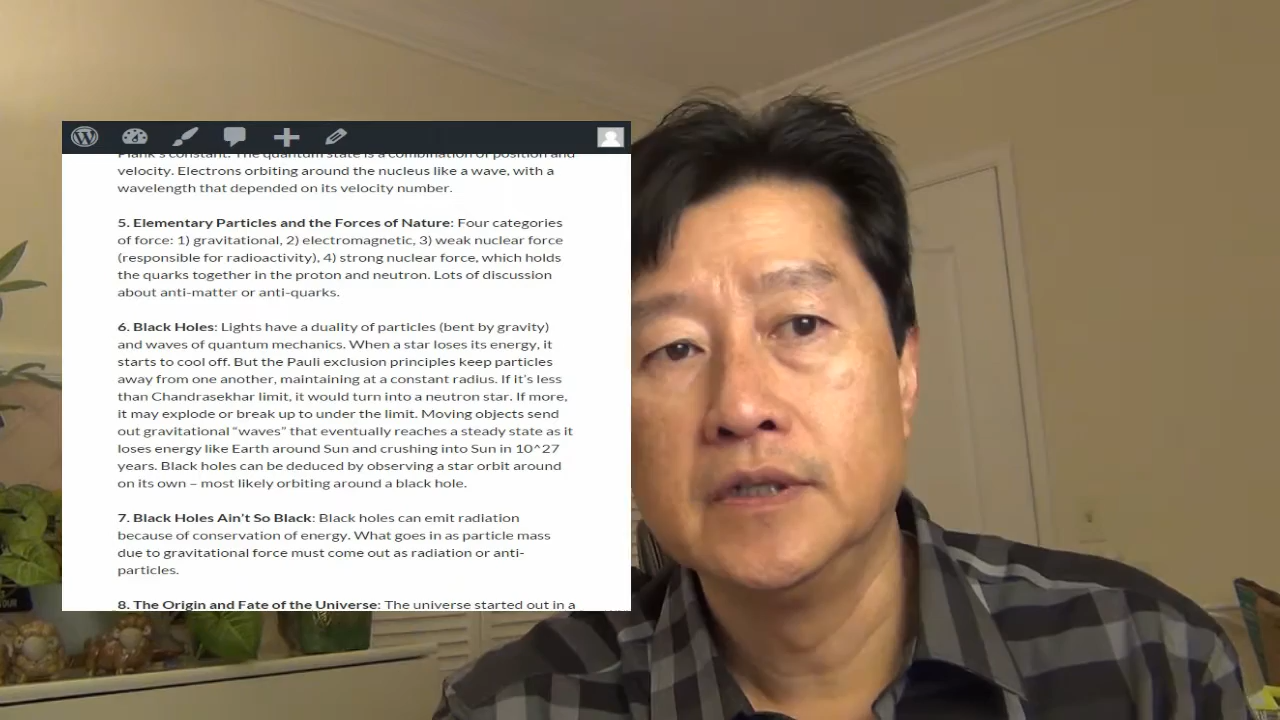 Plank's constant. The quantum state is a combination of position and
velocity. Electrons orbiting around the nucleus like a wave, with a
wavelength that depended on its velocity number.
5. Elementary Particles and the Forces of Nature: Four categories
of force: 1) gravitational, 2) electromagnetic, 3) weak nuclear force
(responsible for radioactivity), 4) strong nuclear force, which holds
the quarks together in the proton and neutron. Lots of discussion
about anti-matter or anti-quarks.
6. Black Holes: Lights have a duality of particles (bent by gravity)
and waves of quantum mechanics. When a star loses its energy, it
starts to cool off. But the Pauli exclusion principles keep particles
away from one another, maintaining at a constant radius. If it's less
than Chandrasekhar limit, it would turn into a neutron star. If more,
it may explode or break up to under the limit. Moving objects send
out gravitational “waves” that eventually reaches a steady state as it
loses energy like Earth around Sun and crushing into Sun in 10^27
years. Black holes can be deduced by observing a star orbit around
on its own – most likely orbiting around a black hole.
7. Black Holes Ain't So Black: Black holes can emit radiation
because of conservation of energy. What goes in as particle mass
due to gravitational force must come out as radiation or anti-
particles.
8. The Origin and Fate of the Universe: The universe started out in a